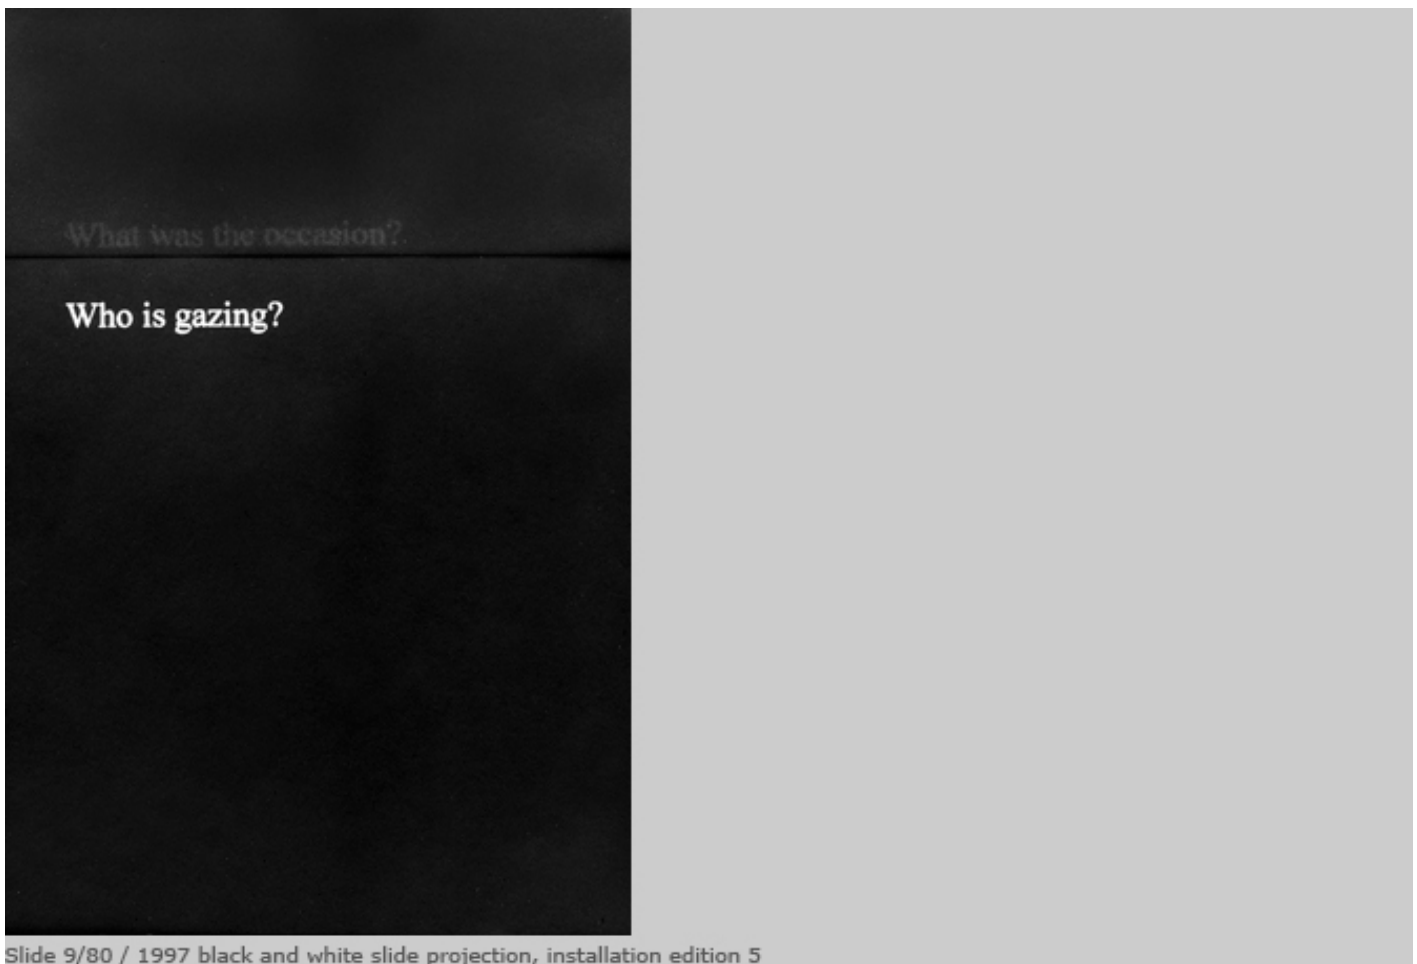 What was the occasion?
Who is gazing?
Slide 9/80 / 1997 black and white slide projection, installation edition 5